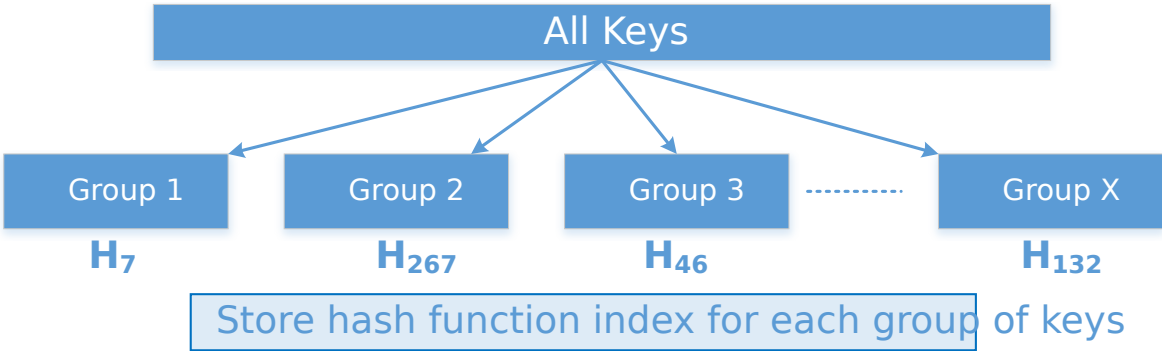 All Keys
Group 1 Group 2 Group 3 Group X
H₇ H₂₆₇ H₄₆ H₁₃₂
Store hash function index for each group of keys